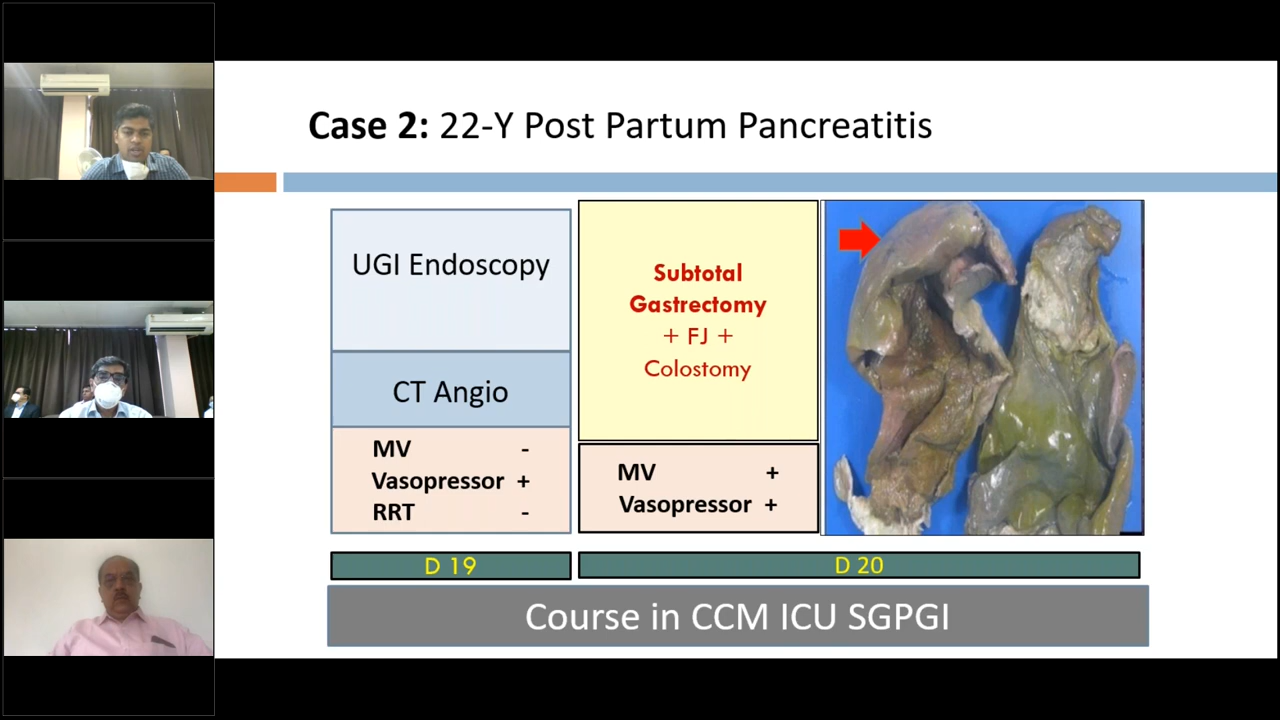 Case 2: 22-Y Post Partum Pancreatitis
UGI Endoscopy
CT Angio
MV -
Vasopressor +
RRT -
Subtotal
Gastrectomy
+ FJ +
Colostomy
MV +
Vasopressor +
D 19
D 20
Course in CCM ICU SGPGI